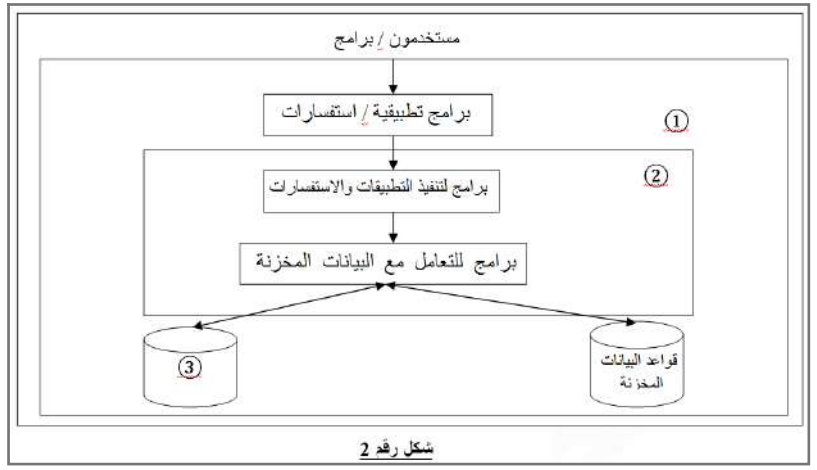 مستخدمون / برامج
برامج تطبيقية / استفسارات
①
②
برامج لتنفيذ التطبيقات والاستفسارات
برامج للتعامل مع البيانات المخزنة
③
قواعد البيانات
المخزنة
شكل رقم 2